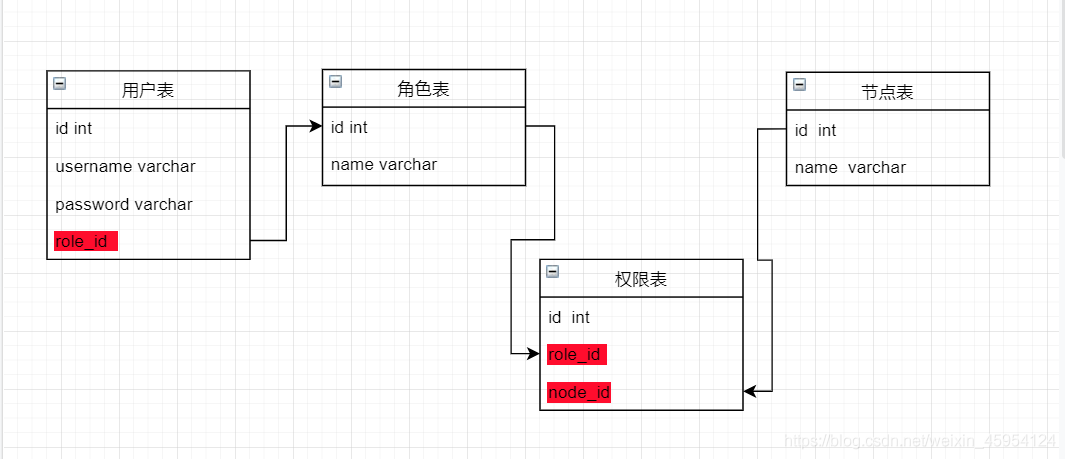 用户表
id int
username varchar
password varchar
role_id
角色表
id int
name varchar
节点表
id  int
name  varchar
权限表
id  int
role_id
node_id
https://blog.csdn.net/weixin_45954124